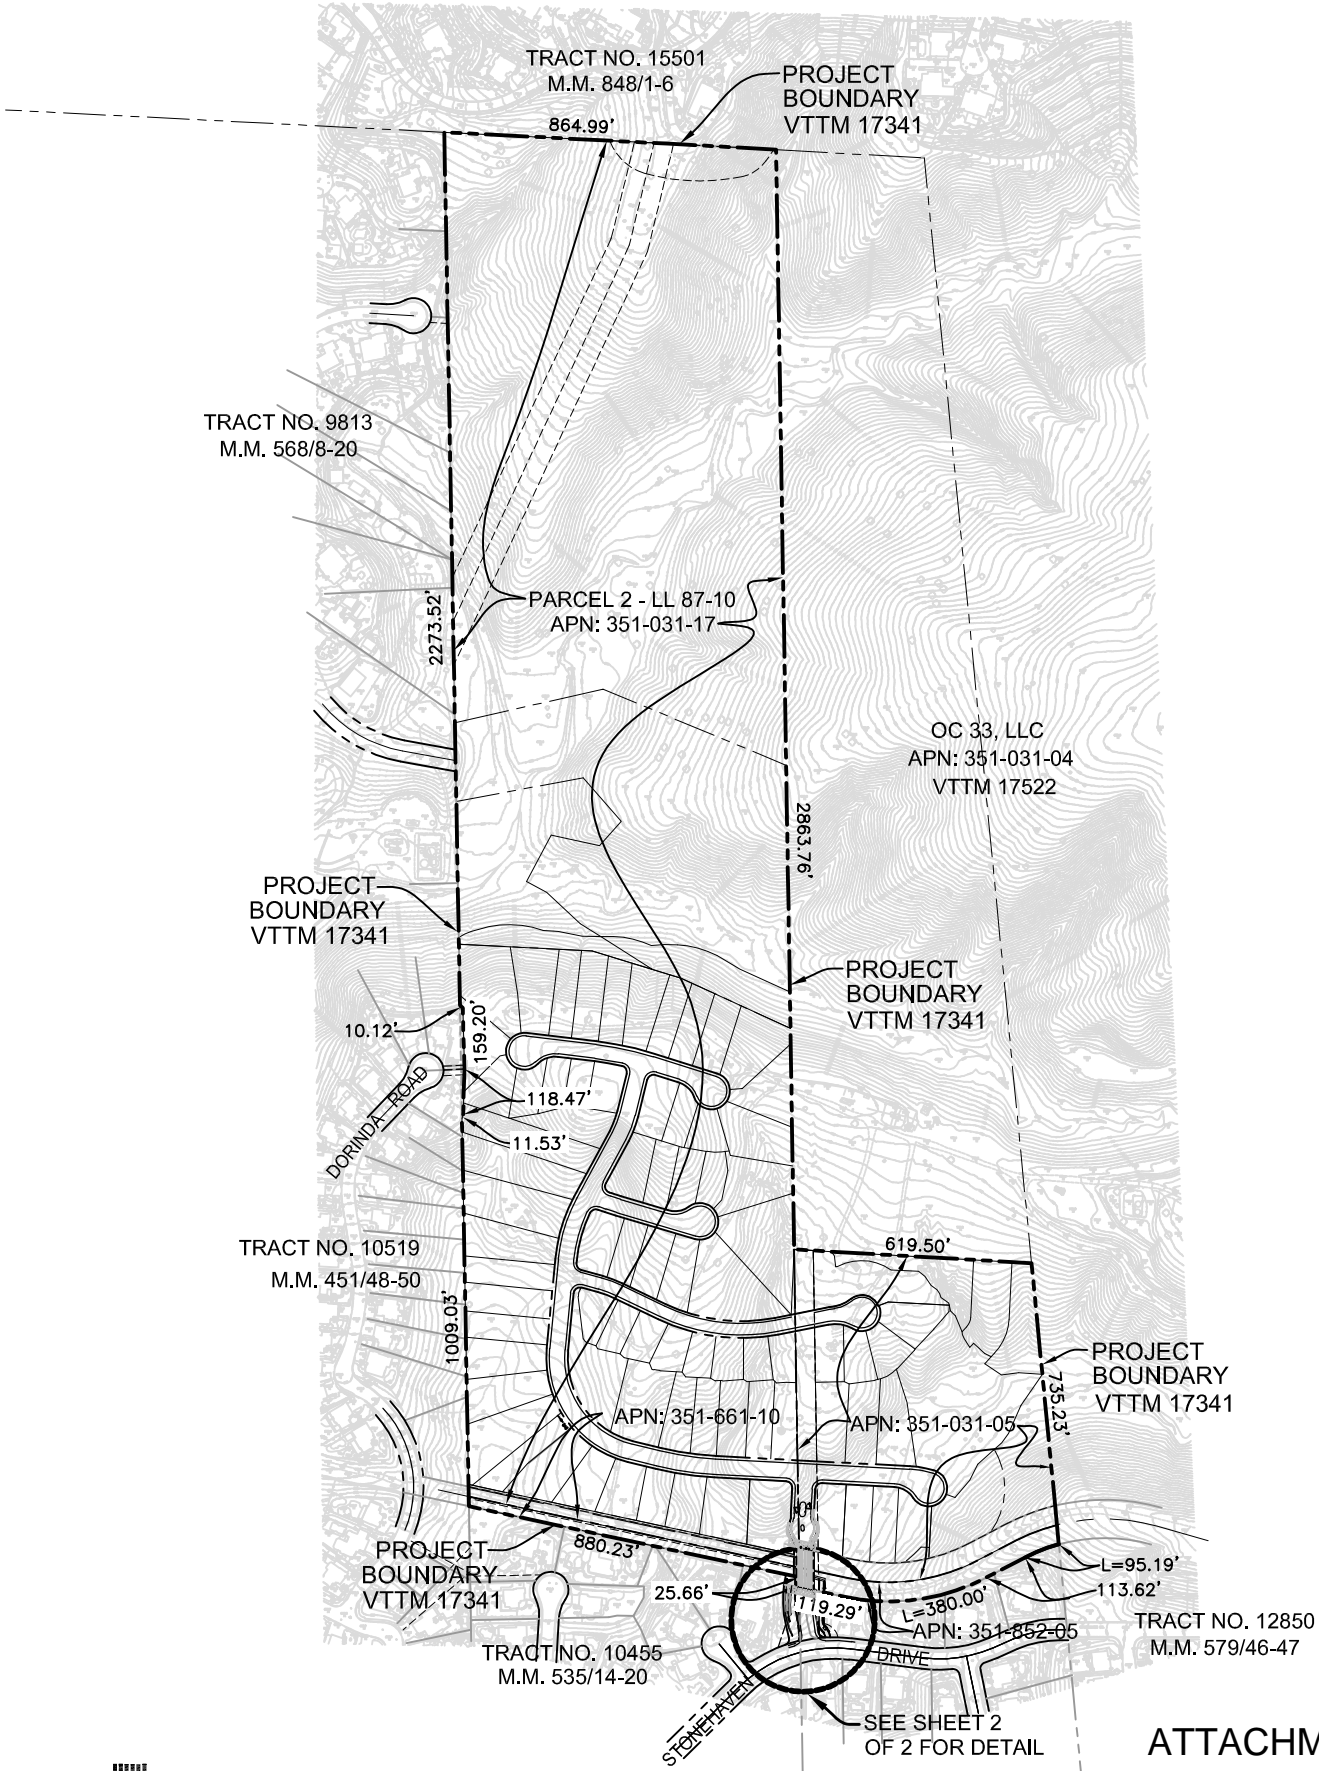 TRACT NO. 15501
M.M. 848/1-6
PROJECT
BOUNDARY
VTTM 17341
864.99'
TRACT NO. 9813
M.M. 568/8-20
2273.52'
PARCEL 2 - LL 87-10
APN: 351-031-17
OC 33, LLC
APN: 351-031-04
VTTM 17522
2863.76'
PROJECT
BOUNDARY
VTTM 17341
PROJECT
BOUNDARY
VTTM 17341
10.12'
159.20'
DORINDA ROAD
118.47'
11.53'
TRACT NO. 10519
M.M. 451/48-50
619.50'
1009.03'
PROJECT
BOUNDARY
VTTM 17341
735.23'
APN: 351-661-10
APN: 351-031-05
PROJECT
BOUNDARY
VTTM 17341
880.23'
25.66'
119.29'
L=380.00'
L=95.19'
113.62'
APN: 351-852-05
TRACT NO. 12850
M.M. 579/46-47
TRACT NO. 10455
M.M. 535/14-20
STONEHAVEN DRIVE
SEE SHEET 2
OF 2 FOR DETAIL
ATTACHM